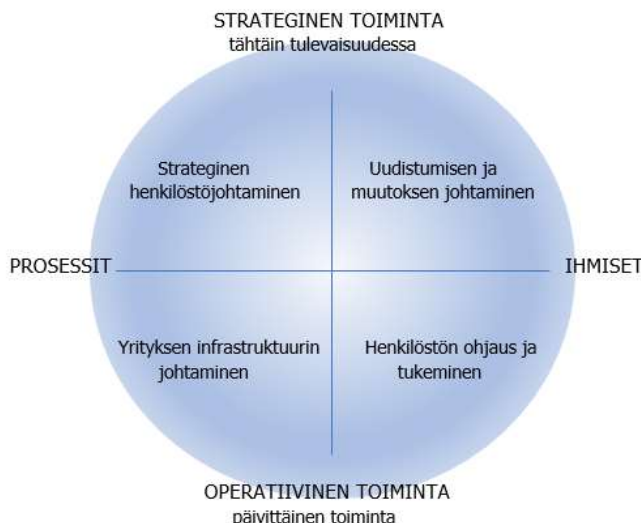 STRATEGINEN TOIMINTA
tähtäin tulevaisuudessa
Strateginen
henkilöstöjohtaminen
Uudistumisen ja
muutoksen johtaminen
PROSESSIT
IHMISET
Yrityksen infrastruktuurin
johtaminen
Henkilöstön ohjaus ja
tukeminen
OPERATIIVINEN TOIMINTA
päivittäinen toiminta